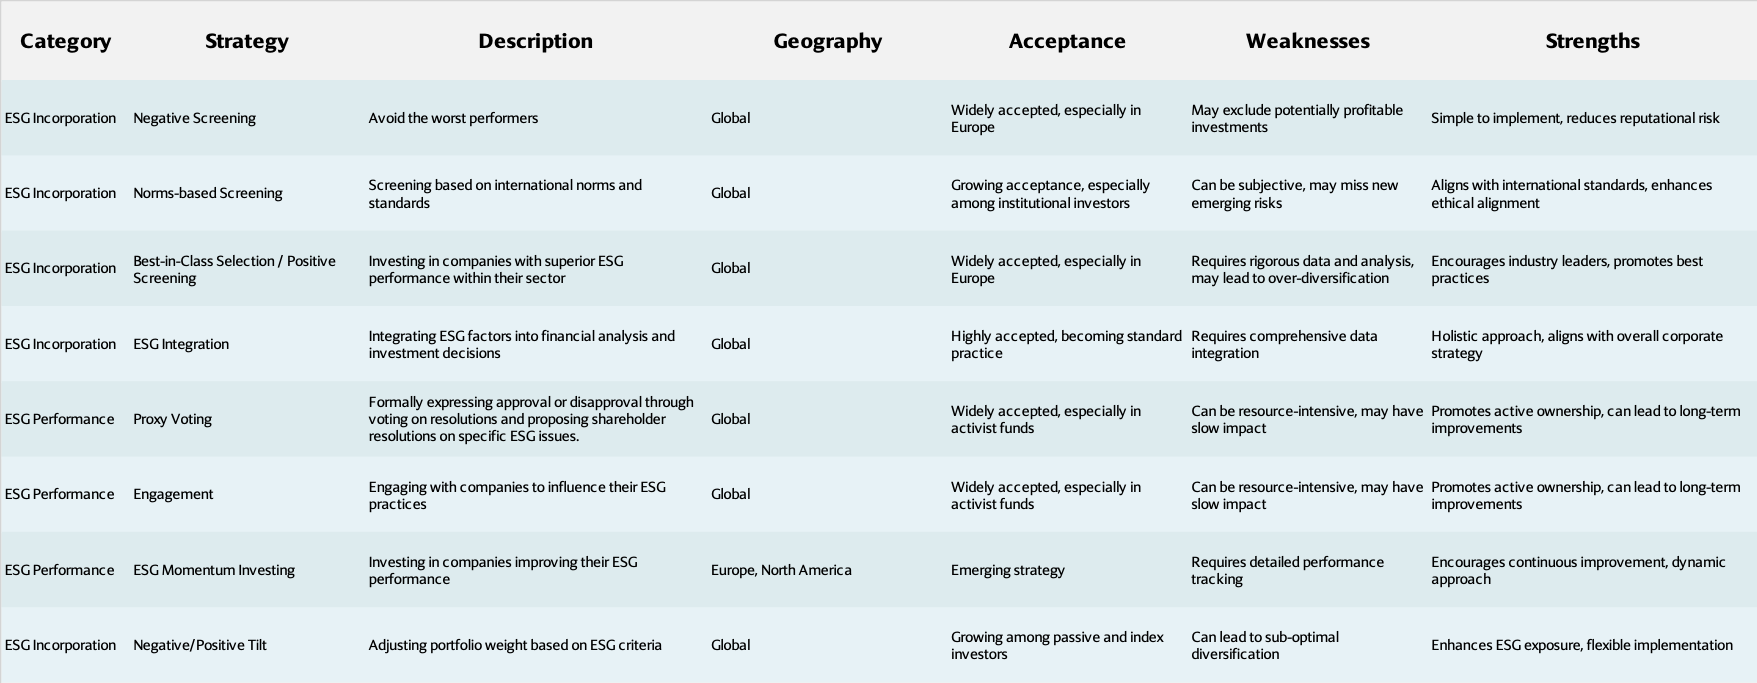 Category Strategy Description Geography Acceptance Weaknesses Strengths
ESG Incorporation Negative Screening Avoid the worst performers Global Widely accepted, especially in Europe May exclude potentially profitable investments Simple to implement, reduces reputational risk
ESG Incorporation Norms-based Screening Screening based on international norms and standards Global Growing acceptance, especially among institutional investors Can be subjective, may miss new emerging risks Aligns with international standards, enhances ethical alignment
ESG Incorporation Best-in-Class Selection / Positive Screening Investing in companies with superior ESG performance within their sector Global Widely accepted, especially in Europe Requires rigorous data and analysis, may lead to over-diversification Encourages industry leaders, promotes best practices
ESG Incorporation ESG Integration Integrating ESG factors into financial analysis and investment decisions Global Highly accepted, becoming standard practice Requires comprehensive data integration Holistic approach, aligns with overall corporate strategy
ESG Performance Proxy Voting Formally expressing approval or disapproval through voting on resolutions and proposing shareholder resolutions on specific ESG issues. Global Widely accepted, especially in activist funds Can be resource-intensive, may have slow impact Promotes active ownership, can lead to long-term improvements
ESG Performance Engagement Engaging with companies to influence their ESG practices Global Widely accepted, especially in activist funds Can be resource-intensive, may have slow impact Promotes active ownership, can lead to long-term improvements
ESG Performance ESG Momentum Investing Investing in companies improving their ESG performance Europe, North America Emerging strategy Requires detailed performance tracking Encourages continuous improvement, dynamic approach
ESG Incorporation Negative/Positive Tilt Adjusting portfolio weight based on ESG criteria Global Growing among passive and index investors Can lead to sub-optimal diversification Enhances ESG exposure, flexible implementation